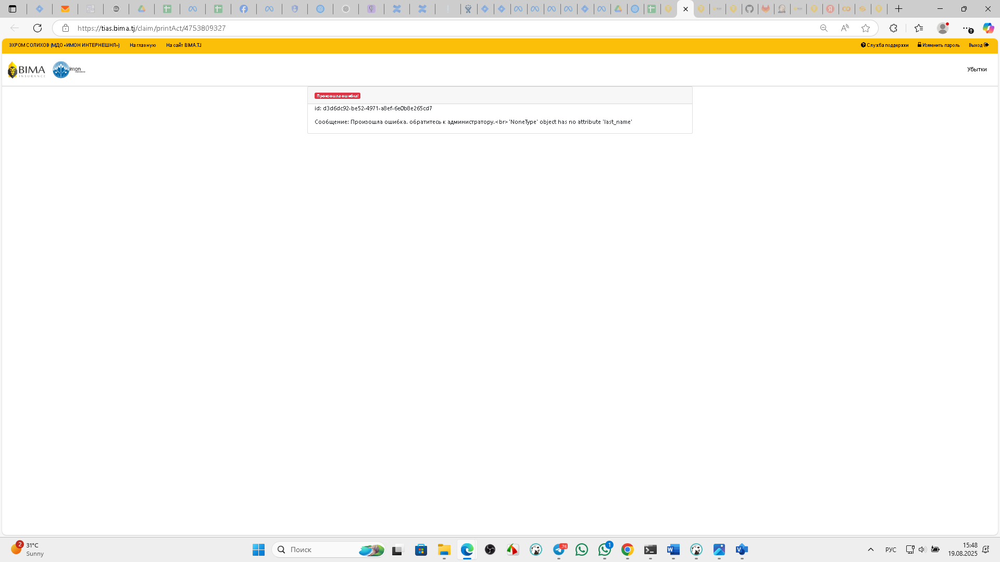 https://tias.bima.tj/claim/printAct/4753809327
ЭХРОМ СОЛИХОВ (МДО «ИМОН ИНТЕРНЕШНЛ») На главную На сайт BIMA.TJ Служба поддержки Изменить пароль Выход
BIMA imon Убытки
INSURANCE
Произошла ошибка!
id: d3d6dc92-be52-4971-a8ef-6e0b8e265cd7
Сообщение: Произошла ошибка. обратитесь к администратору.<br>'NoneType' object has no attribute 'last_name'
2 31°C
Sunny
Поиск
76
1
РУС
15:48
19.08.2025